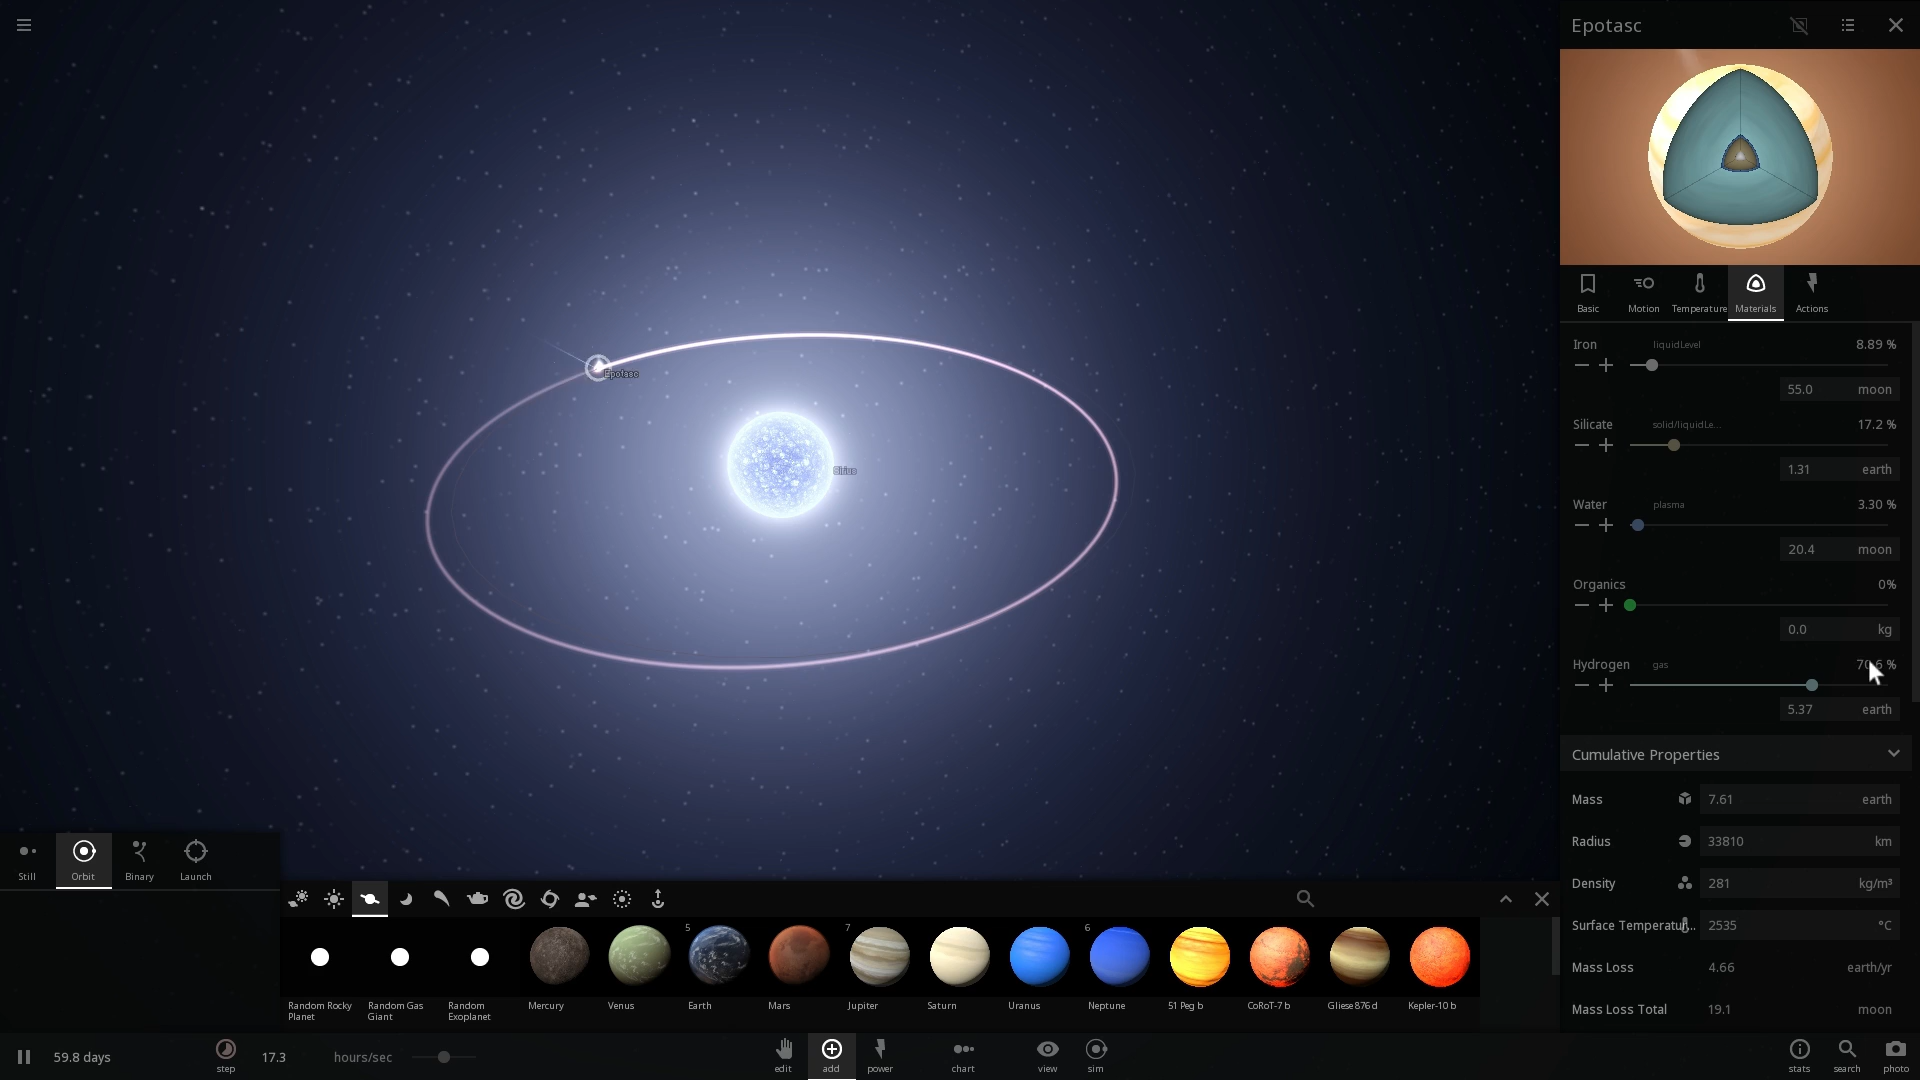 Epotasc
Basic
Motion
Temperature
Materials
Actions
Iron liquidLevel 8.89 %
55.0 moon
Silicate solid/liquidLe... 17.2 %
1.31 earth
Water plasma 3.30 %
20.4 moon
Organics 0%
0.0 kg
Hydrogen gas %
5.37 earth
Cumulative Properties
Mass 7.61 earth
Radius 33810 km
Density 281 kg/m³
Surface Temperatur... 2535 °C
Mass Loss 4.66 earth/yr
Mass Loss Total 19.1 moon
Epotasc
Sirius
Still
Orbit
Binary
Launch
5
7
6
Random Rocky
Planet
Random Gas
Giant
Random
Exoplanet
Mercury
Venus
Earth
Mars
Jupiter
Saturn
Uranus
Neptune
51 Peg b
CoRoT-7 b
Gliese 876 d
Kepler-10 b
59.8 days
step
17.3 hours/sec
edit
add
power
chart
view
sim
stats
search
photo